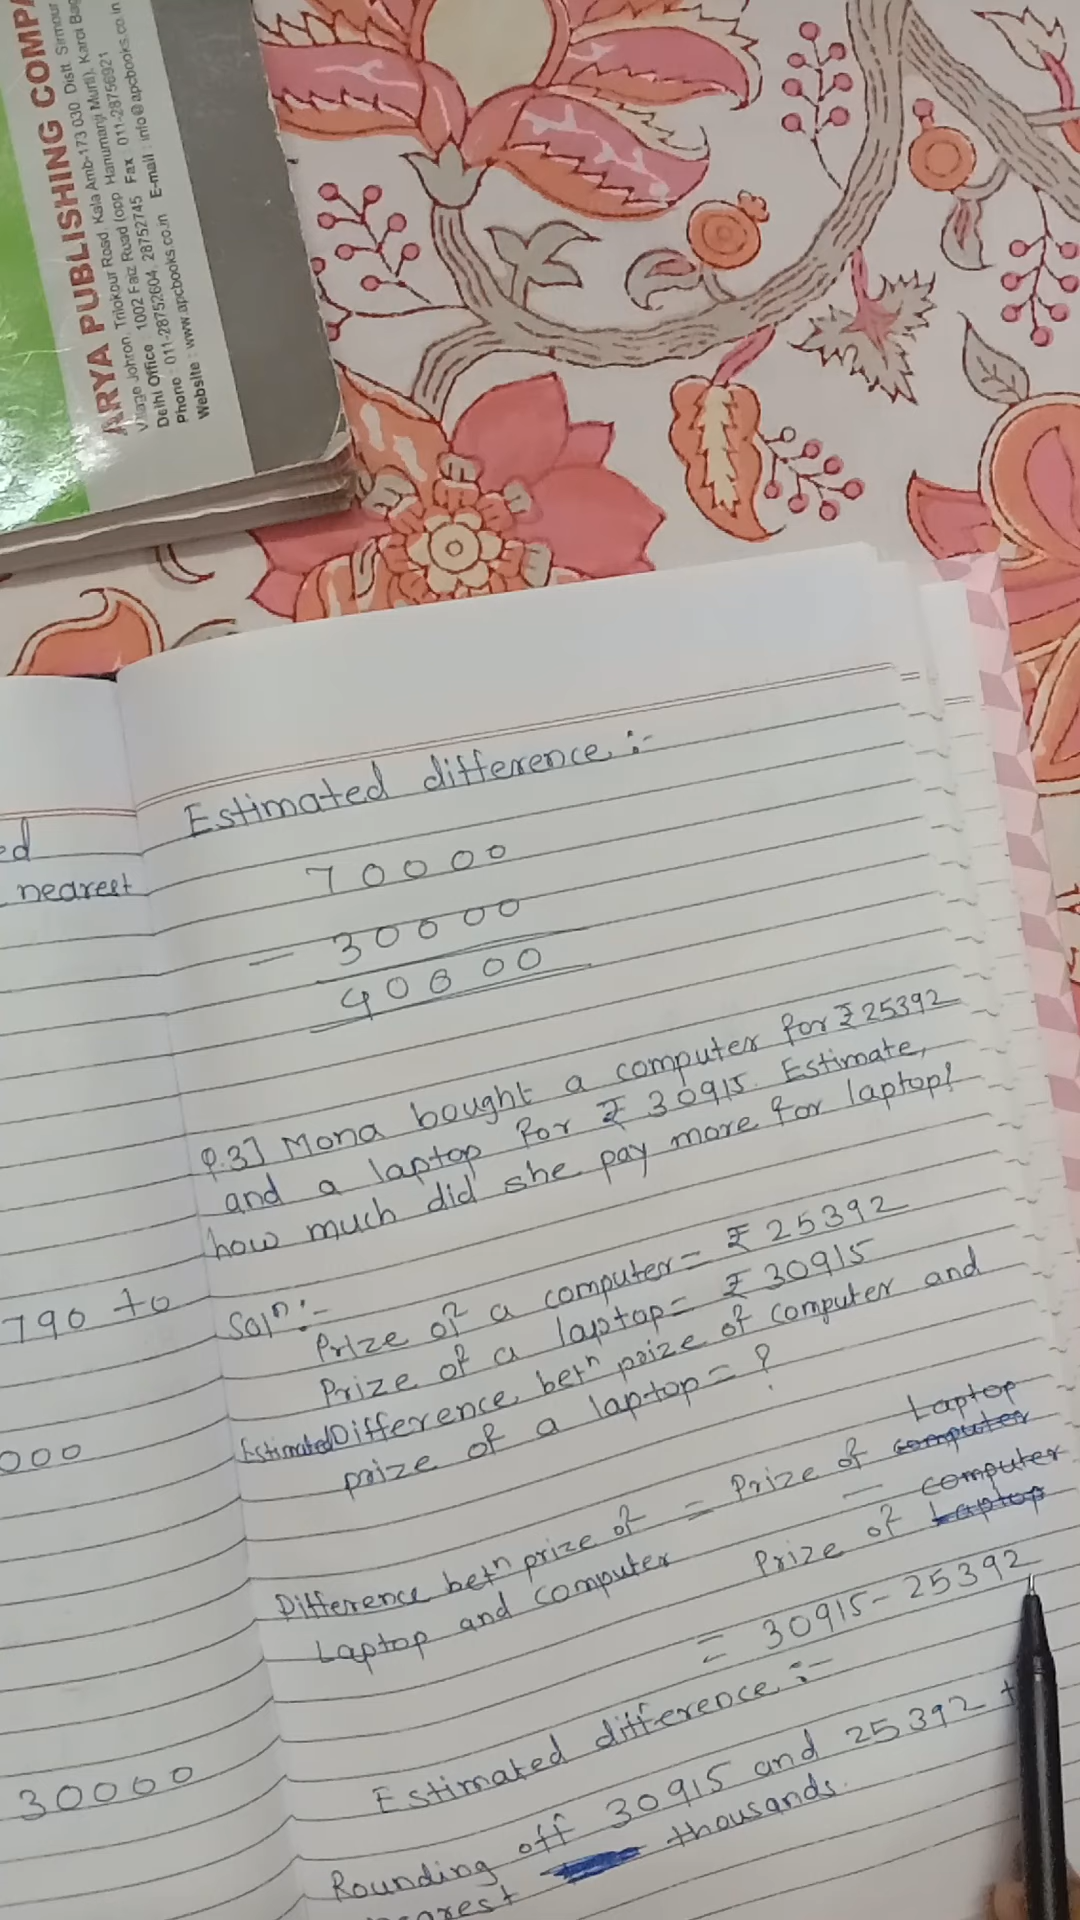 ARYA PUBLISHING COMPA
Village Johron, Trilokpur Road, Kala Amb-173 030 Distt Sirmour
Delhi Office : 1002 Faiz Road (opp Hanumanji Murti), Karol Bag
Phone : 011-28752604, 28752745 Fax : 011-28756921
Website : www.apcbooks.co.in E-mail : info@apcbooks.co.in
ed
nearest
790 to
000
30000
Estimated difference :-
70000
- 30000
40000
Q.3] Mona bought a computer for ₹ 25392
and a laptop for ₹ 30915. Estimate,
how much did she pay more for laptop?
Solⁿ :-
Prize of a computer = ₹ 25392
Prize of a laptop = ₹ 30915
Estimated Difference betⁿ prize of computer and
prize of a laptop = ?
Laptop
Difference betⁿ prize of = Prize of computer
Laptop and computer - computer
Prize of Laptop
= 30915 - 25392
Estimated difference :-
Rounding off 30915 and 25392
thousands.